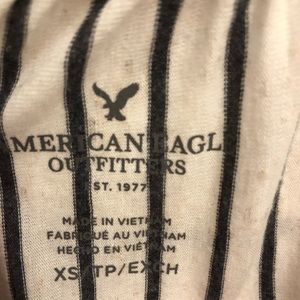 MERICAN EAGL
OUTFITTERS
EST. 1977
MADE IN VIETNAM
FABRIQUÉ AU VIETNAM
HECHO EN VIETNAM
XS/TP/EXCH